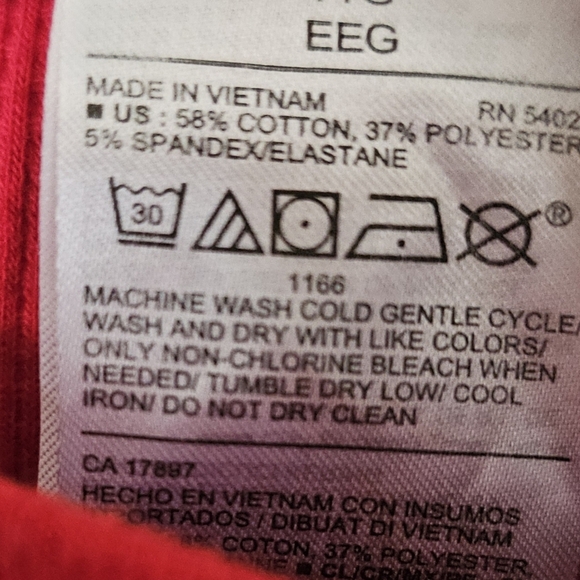 EEG
MADE IN VIETNAM
RN 5402
■ US : 58% COTTON, 37% POLYESTER
5% SPANDEX/ELASTANE
30
®
1166
MACHINE WASH COLD GENTLE CYCLE/
WASH AND DRY WITH LIKE COLORS/
ONLY NON-CHLORINE BLEACH WHEN
NEEDED/ TUMBLE DRY LOW/ COOL
IRON/ DO NOT DRY CLEAN
CA 17897
HECHO EN VIETNAM CON INSUMOS
PORTADOS / DIBUAT DI VIETNAM
8% COTON, 37% POLYESTER